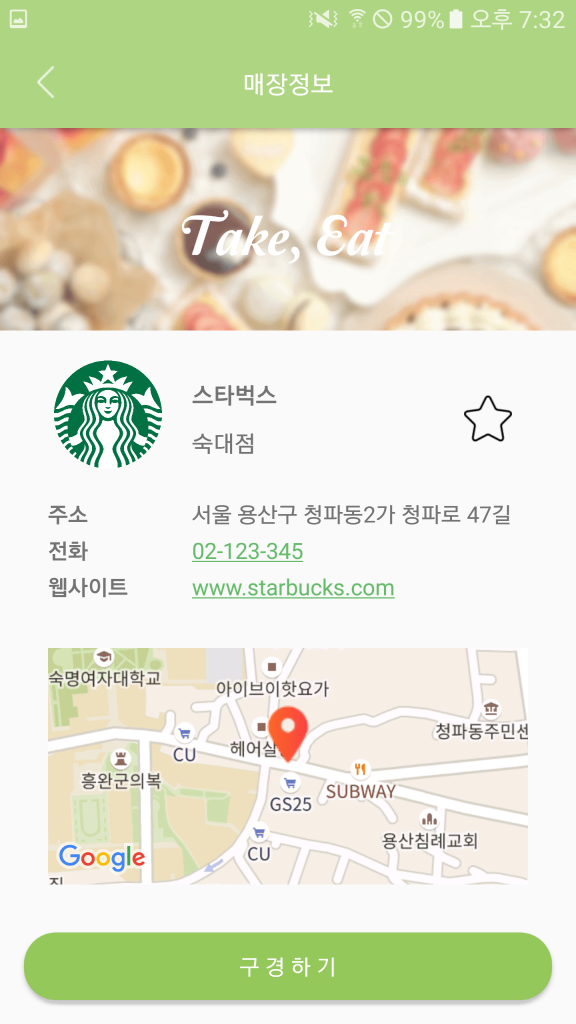 99% 오후 7:32
매장정보
Take, Eat
스타벅스
숙대점
주소 서울 용산구 청파동2가 청파로 47길
전화 02-123-345
웹사이트 www.starbucks.com
숙명여자대학교
아이브이핫요가
청파동주민센
헤어살
CU
흥완군의복
SUBWAY
GS25
용산침례교회
CU
Google
구경하기